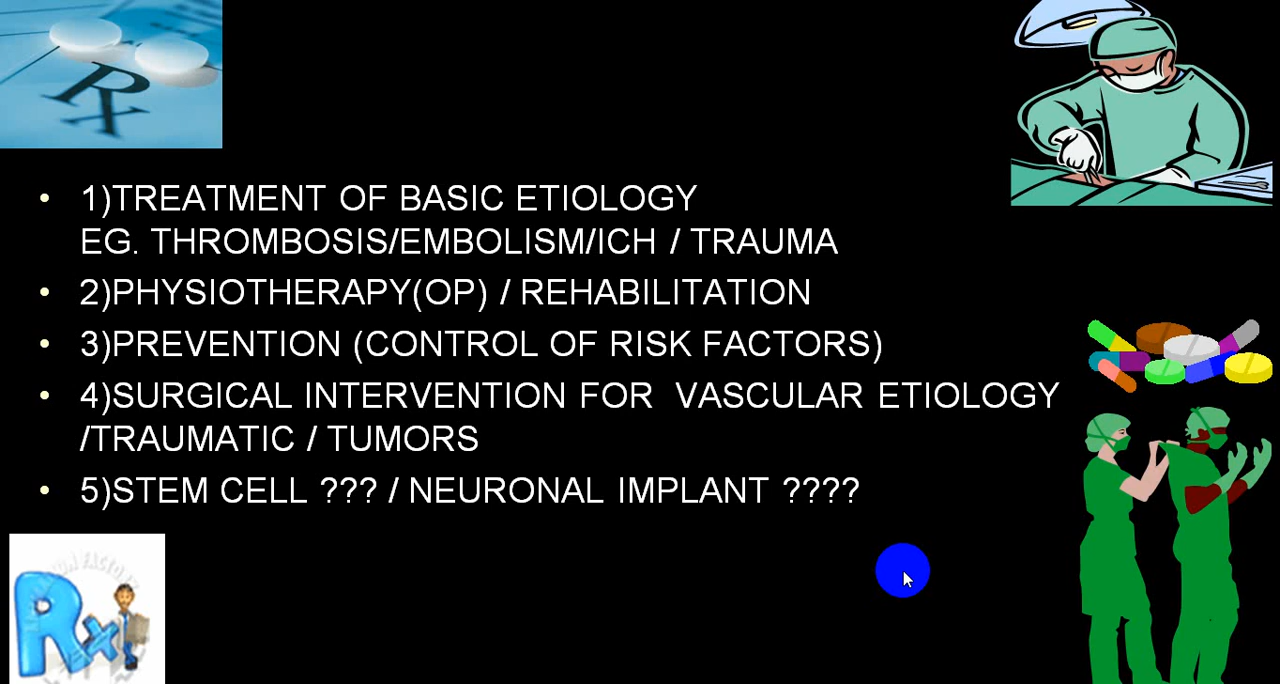 Rx
• 1)TREATMENT OF BASIC ETIOLOGY
EG. THROMBOSIS/EMBOLISM/ICH / TRAUMA
• 2)PHYSIOTHERAPY(OP) / REHABILITATION
• 3)PREVENTION (CONTROL OF RISK FACTORS)
• 4)SURGICAL INTERVENTION FOR  VASCULAR ETIOLOGY
/TRAUMATIC / TUMORS
• 5)STEM CELL ??? / NEURONAL IMPLANT ????
Rx